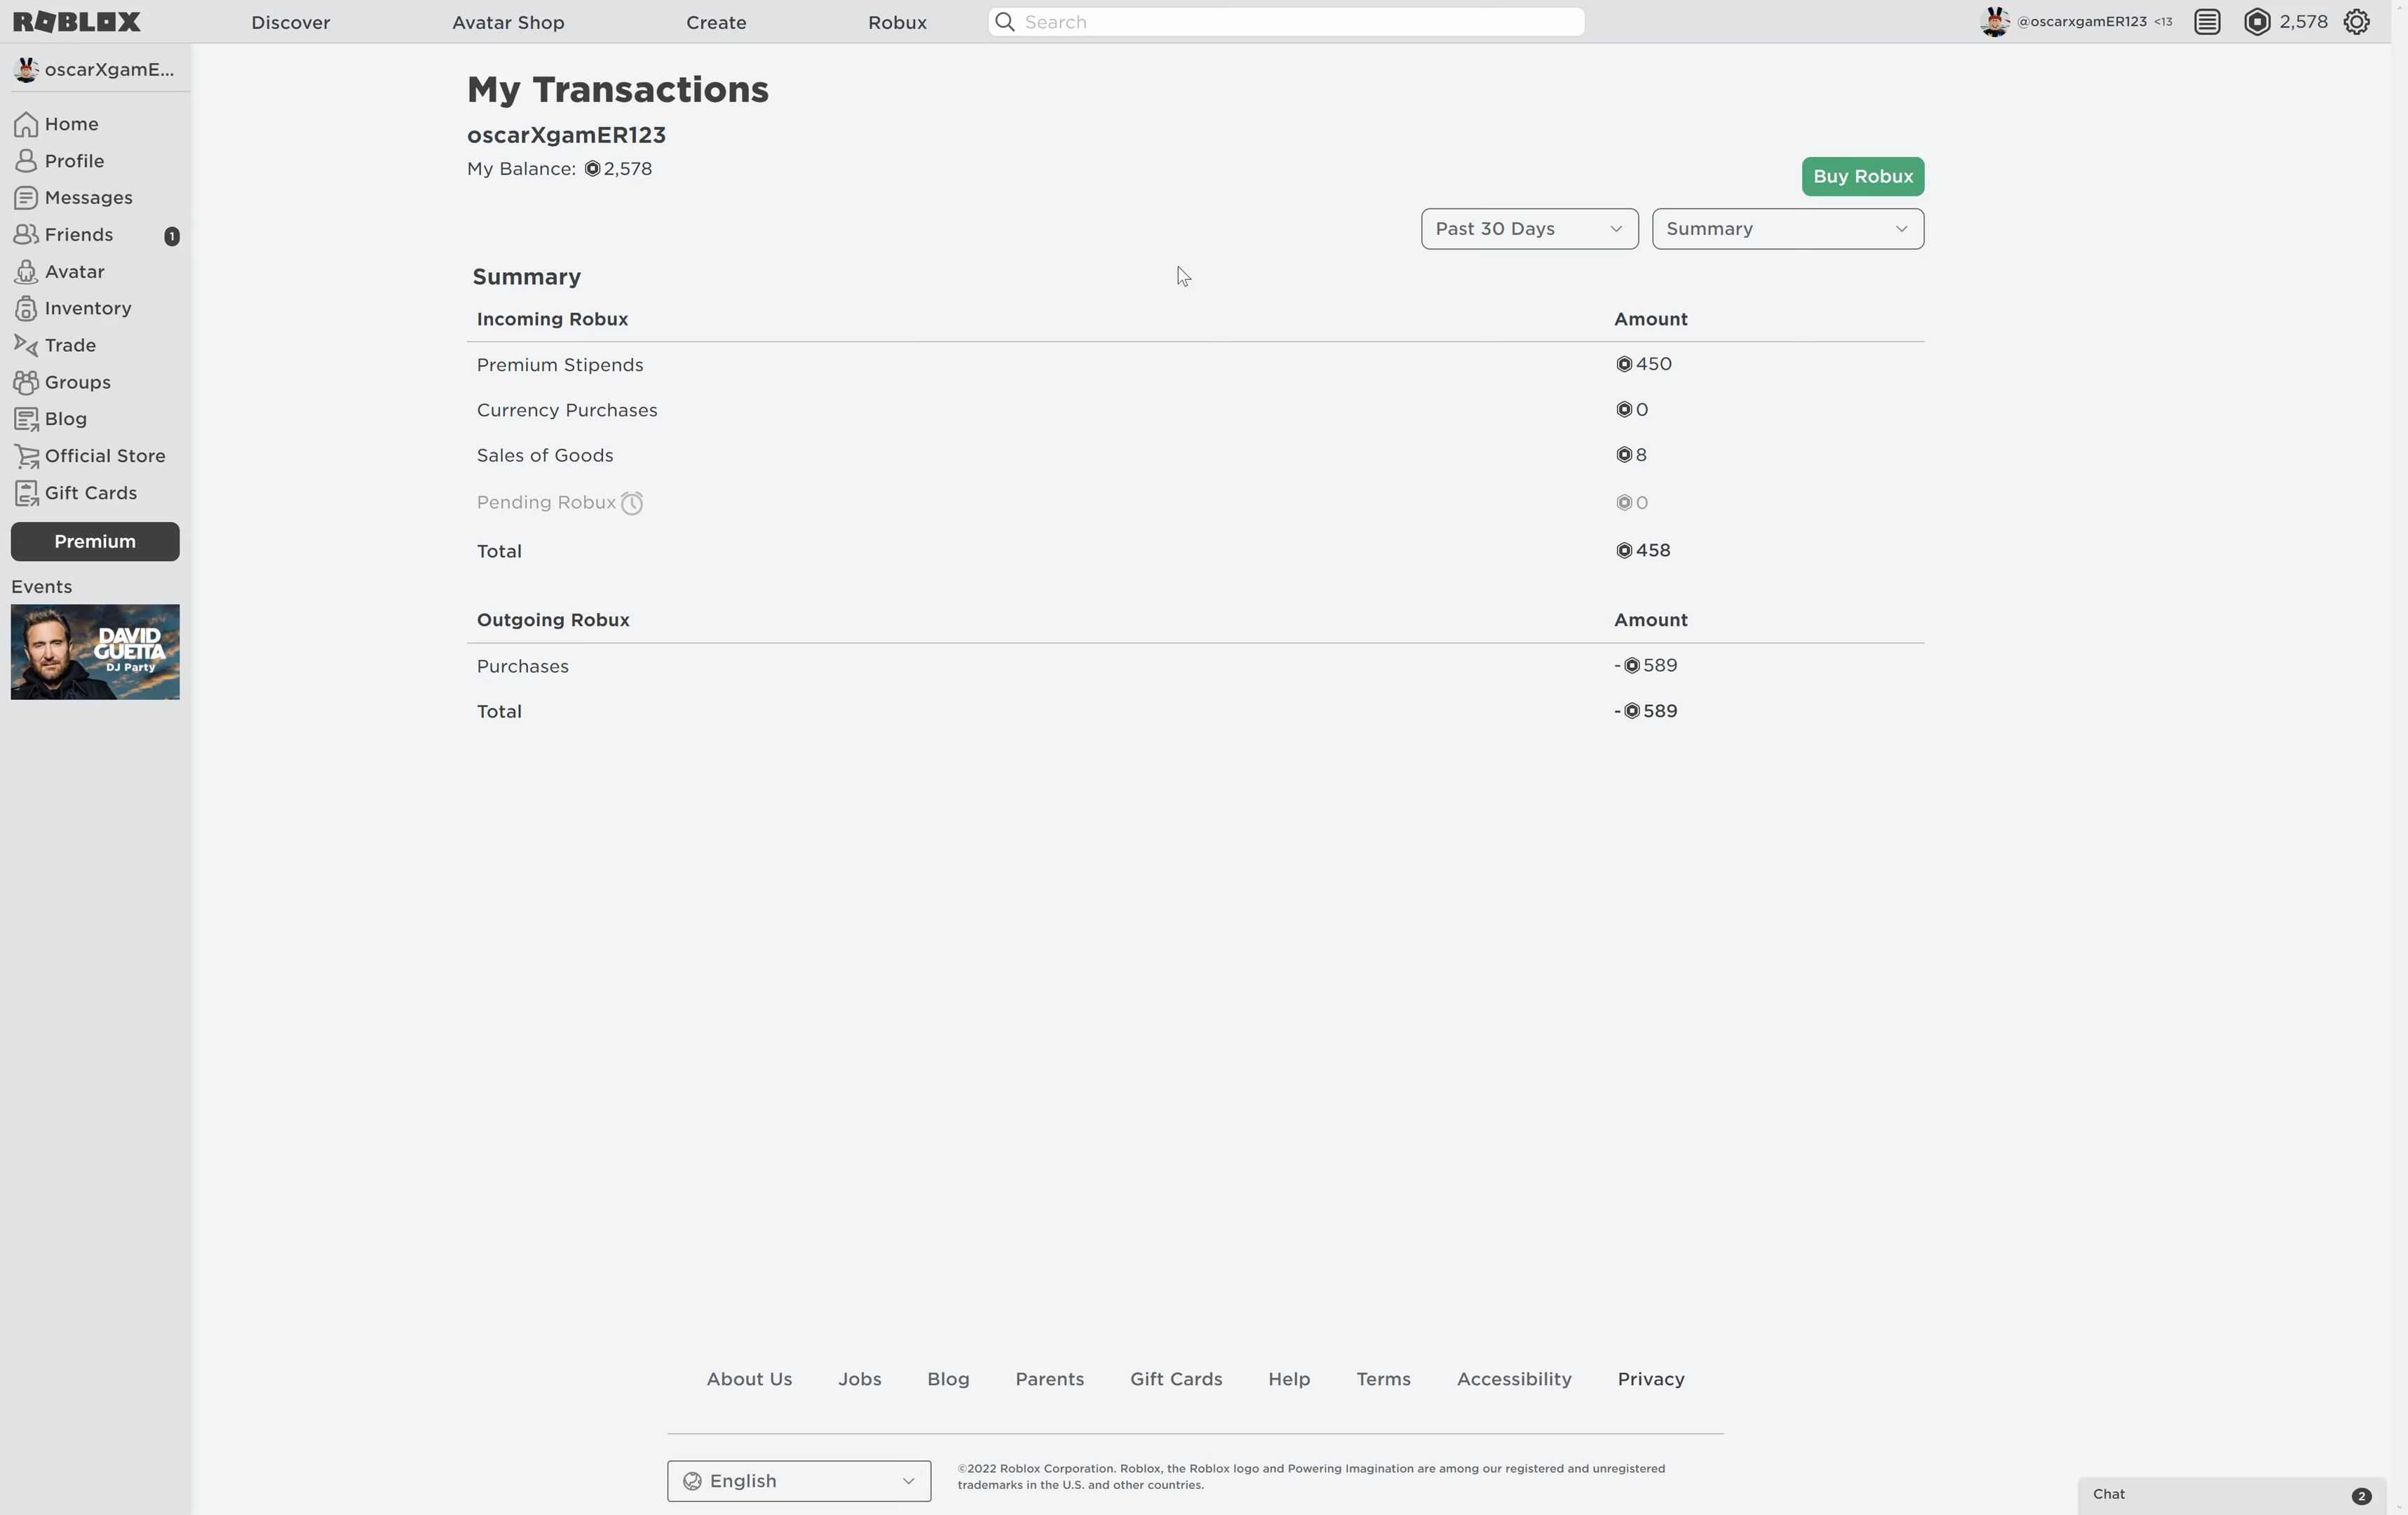 ROBLOX
Discover
Avatar Shop
Create
Robux
Search
@oscarxgamER123 <13
2,578
oscarXgamE...
Home
Profile
Messages
Friends 1
Avatar
Inventory
Trade
Groups
Blog
Official Store
Gift Cards
Premium
Events
DAVID
GUETTA
DJ Party
My Transactions
oscarXgamER123
My Balance: 2,578
Buy Robux
Past 30 Days
Summary
Summary
Incoming Robux Amount
Premium Stipends 450
Currency Purchases 0
Sales of Goods 8
Pending Robux 0
Total 458
Outgoing Robux Amount
Purchases -589
Total -589
About Us Jobs Blog Parents Gift Cards Help Terms Accessibility Privacy
English
©2022 Roblox Corporation. Roblox, the Roblox logo and Powering Imagination are among our registered and unregistered
trademarks in the U.S. and other countries.
Chat 2